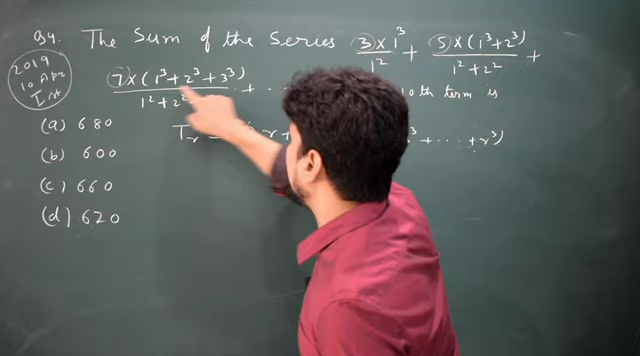 Q4. The Sum of the Series 3 × 1³ / 1² + 5 × (1³ + 2³) / 1² + 2² +
7 × (1³ + 2³ + 3³) / 1² + 2² + ... 10th term is
2019
10 Apr
Ist
(a) 680
(b) 600
(c) 660
(d) 620
Tᵣ = + ... + r³)